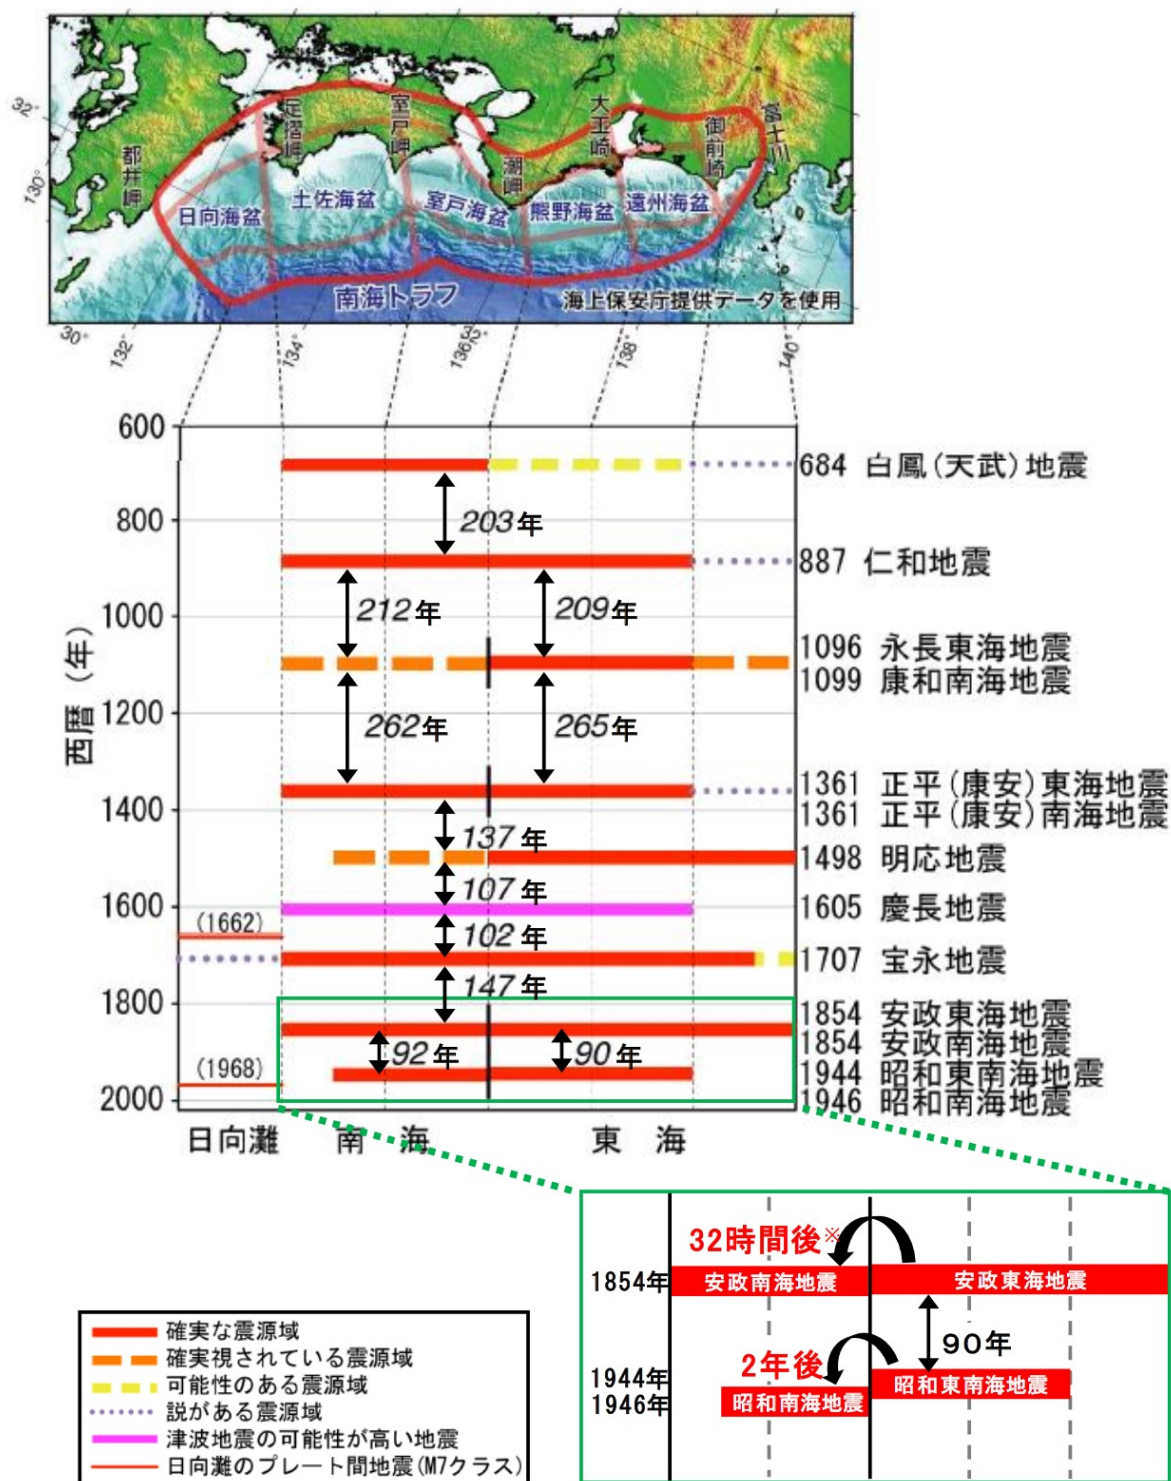 足摺岬
室戸岬
大王崎
富士川
御前崎
都井岬
潮岬
日向海盆
土佐海盆
室戸海盆
熊野海盆
遠州海盆
南海トラフ
海上保安庁提供データを使用
32°
130°
30°
132°
134°
136°
32°
138°
140°
西暦(年)
600
684 白鳳(天武)地震
203年
800
887 仁和地震
212年
209年
1000
1096 永長東海地震
1099 康和南海地震
262年
265年
1200
1361 正平(康安)東海地震
1361 正平(康安)南海地震
1400
137年
1498 明応地震
107年
1600
1605 慶長地震
(1662)
102年
1707 宝永地震
147年
1800
1854 安政東海地震
1854 安政南海地震
92年
90年
(1968)
1944 昭和東南海地震
1946 昭和南海地震
2000
日向灘
南 海
東 海
32時間後※
1854年
安政南海地震
安政東海地震
90年
2年後
1944年
昭和東南海地震
1946年
昭和南海地震
確実な震源域
確実視されている震源域
可能性のある震源域
説がある震源域
津波地震の可能性が高い地震
日向灘のプレート間地震(M7クラス)